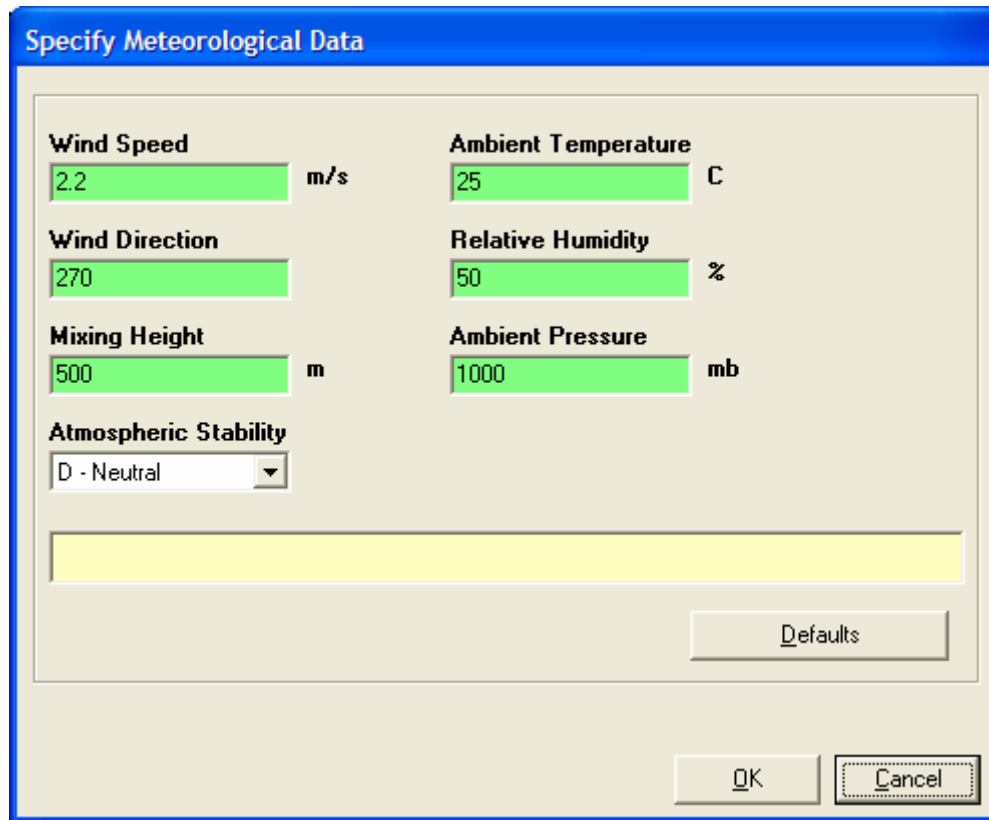 Specify Meteorological Data
Wind Speed
2.2 m/s
Ambient Temperature
25 C
Wind Direction
270
Relative Humidity
50 %
Mixing Height
500 m
Ambient Pressure
1000 mb
Atmospheric Stability
D - Neutral
Defaults
OK
Cancel